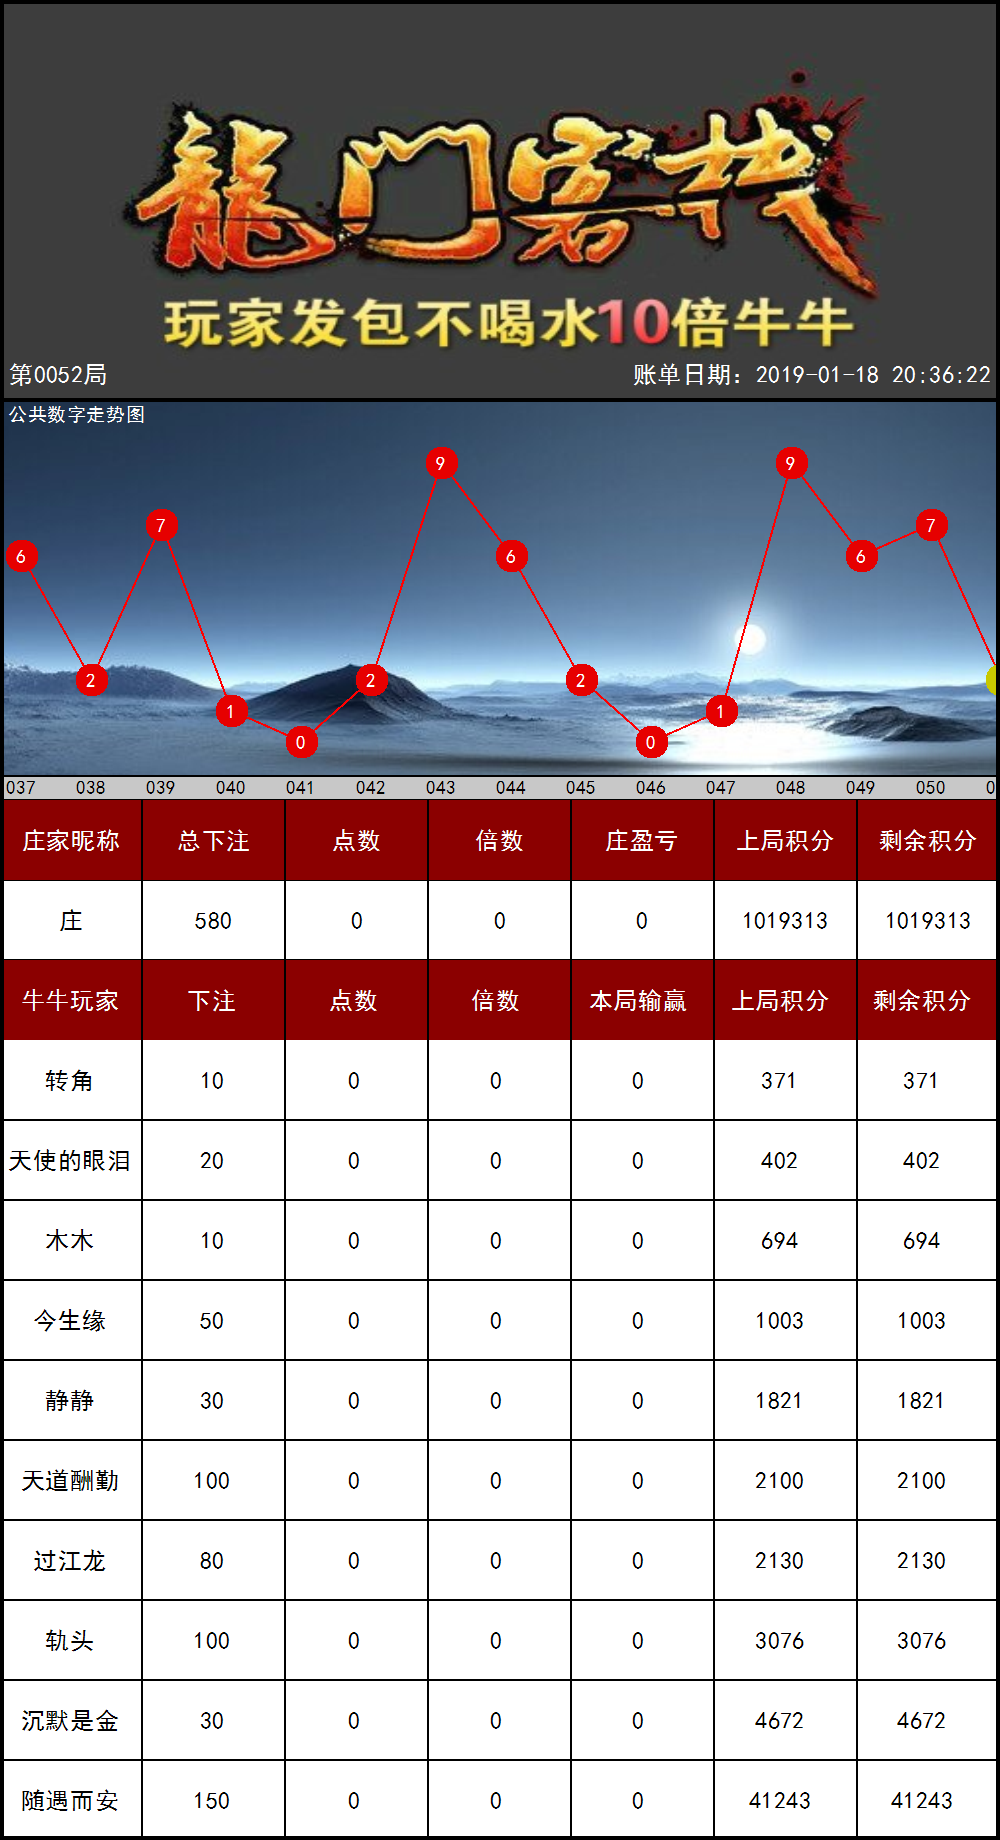 龍门客栈
玩家发包不喝水10倍牛牛
第0052局 账单日期：2019-01-18 20:36:22
公共数字走势图
6 2 7 1 0 2 9 6 2 0 1 9 6 7
037 038 039 040 041 042 043 044 045 046 047 048 049 050 0
庄家昵称 总下注 点数 倍数 庄盈亏 上局积分 剩余积分
庄 580 0 0 0 1019313 1019313
牛牛玩家 下注 点数 倍数 本局输赢 上局积分 剩余积分
转角 10 0 0 0 371 371
天使的眼泪 20 0 0 0 402 402
木木 10 0 0 0 694 694
今生缘 50 0 0 0 1003 1003
静静 30 0 0 0 1821 1821
天道酬勤 100 0 0 0 2100 2100
过江龙 80 0 0 0 2130 2130
轨头 100 0 0 0 3076 3076
沉默是金 30 0 0 0 4672 4672
随遇而安 150 0 0 0 41243 41243